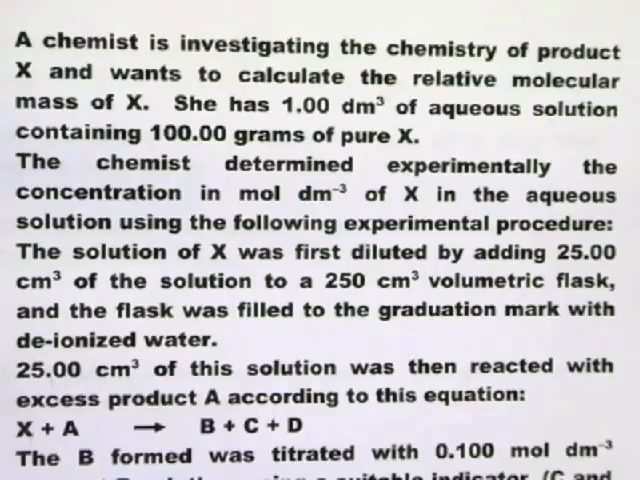 A chemist is investigating the chemistry of product
X and wants to calculate the relative molecular
mass of X. She has 1.00 dm³ of aqueous solution
containing 100.00 grams of pure X.
The chemist determined experimentally the
concentration in mol dm⁻³ of X in the aqueous
solution using the following experimental procedure:
The solution of X was first diluted by adding 25.00
cm³ of the solution to a 250 cm³ volumetric flask,
and the flask was filled to the graduation mark with
de-ionized water.
25.00 cm³ of this solution was then reacted with
excess product A according to this equation:
X + A → B + C + D
The B formed was titrated with 0.100 mol dm⁻³
a suitable indicator. (C and